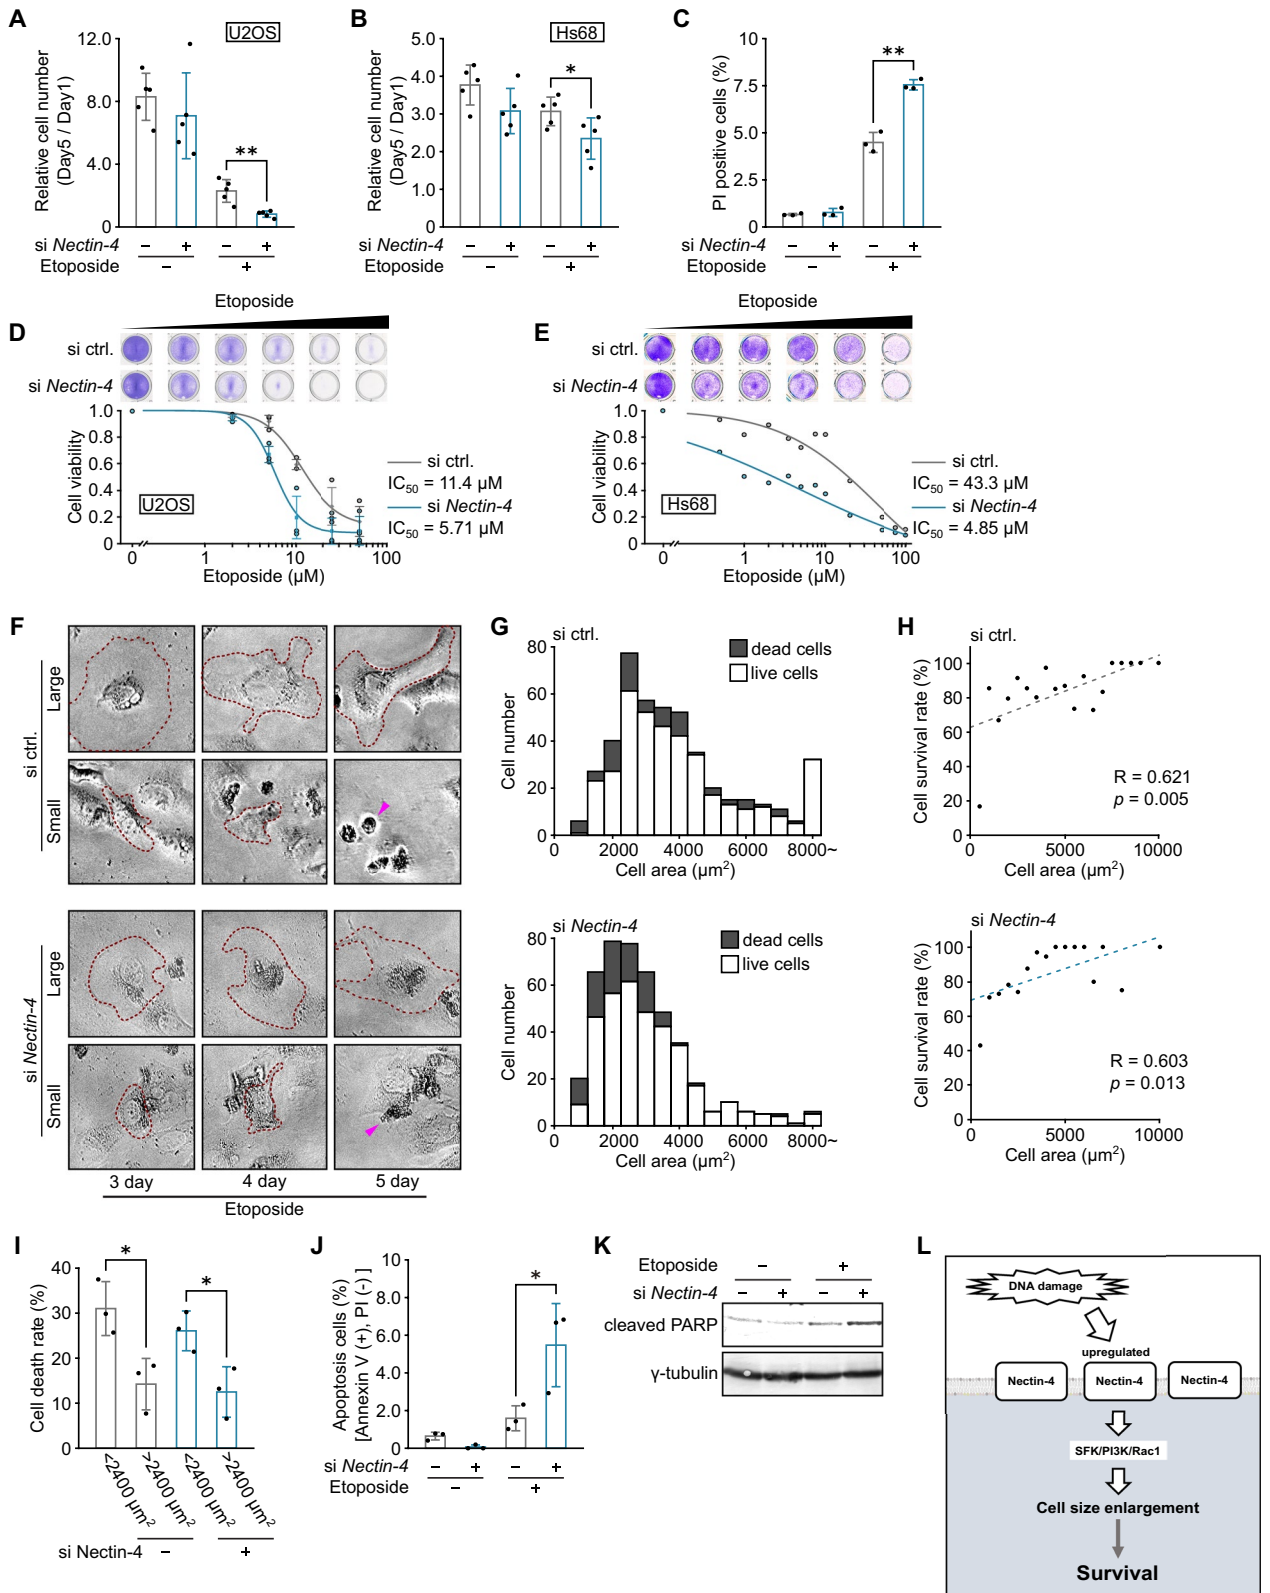 A
U2OS
12.0
8.0
4.0
0
Relative cell number
(Day5 / Day1)
**
si Nectin-4 − + − +
Etoposide − +
B
Hs68
5.0
4.0
3.0
2.0
1.0
0
Relative cell number
(Day5 / Day1)
*
si Nectin-4 − + − +
Etoposide − +
C
10
7.5
5.0
2.5
0
PI positive cells (%)
**
si Nectin-4 − + − +
Etoposide − +
D
Etoposide
si ctrl.
si Nectin-4
1.0
0.8
0.6
0.4
0.2
0
Cell viability
U2OS
si ctrl.
IC50 = 11.4 µM
si Nectin-4
IC50 = 5.71 µM
0 1 10 100
Etoposide (µM)
E
Etoposide
si ctrl.
si Nectin-4
1.0
0.8
0.6
0.4
0.2
0
Cell viability
Hs68
si ctrl.
IC50 = 43.3 µM
si Nectin-4
IC50 = 4.85 µM
0 1 10 100
Etoposide (µM)
F
si ctrl.
Large
Small
si Nectin-4
Large
Small
3 day 4 day 5 day
Etoposide
G
si ctrl.
80
60
40
20
0
Cell number
dead cells
live cells
0 2000 4000 6000 8000~
Cell area (µm2)
si Nectin-4
80
60
40
20
0
Cell number
dead cells
live cells
0 2000 4000 6000 8000~
Cell area (µm2)
H
si ctrl.
100
80
60
40
20
0
Cell survival rate (%)
R = 0.621
p = 0.005
0 5000 10000
Cell area (µm2)
si Nectin-4
100
80
60
40
20
0
Cell survival rate (%)
R = 0.603
p = 0.013
0 5000 10000
Cell area (µm2)
I
40
30
20
10
0
Cell death rate (%)
*
*
<2400 µm2
>2400 µm2
<2400 µm2
>2400 µm2
si Nectin-4 − +
J
10
8.0
6.0
4.0
2.0
0
Apoptosis cells (%)
[Annexin V (+), PI (-) ]
*
si Nectin-4 − + − +
Etoposide − +
K
Etoposide − +
si Nectin-4 − + − +
cleaved PARP
γ-tubulin
L
DNA damage
upregulated
Nectin-4 Nectin-4 Nectin-4
SFK/PI3K/Rac1
Cell size enlargement
Survival